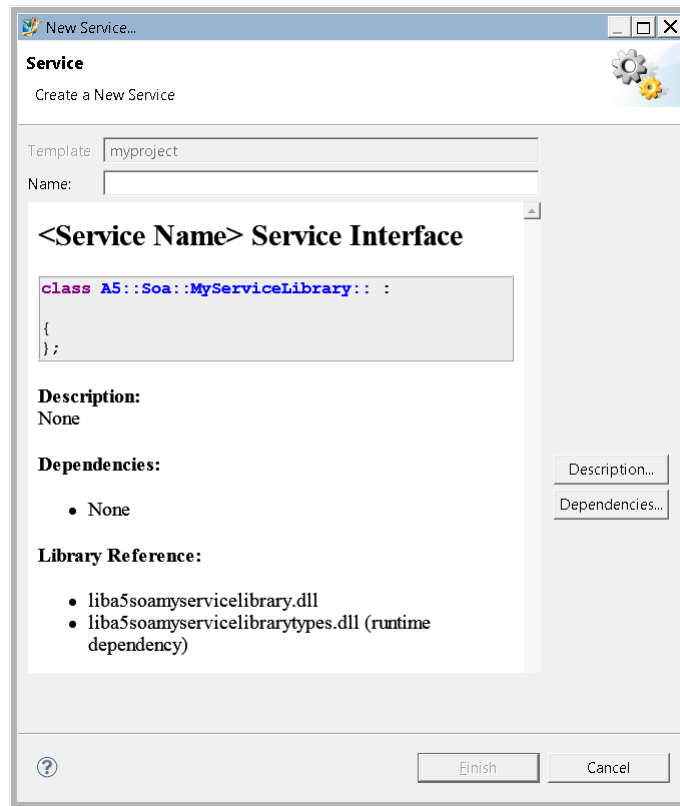 New Service...
Service
Create a New Service
Template myproject
Name:
<Service Name> Service Interface
class A5::Soa::MyServiceLibrary:: :
{
};
Description:
None
Dependencies:
• None
Library Reference:
• liba5soamyservicelibrary.dll
• liba5soamyservicelibrarytypes.dll (runtime
dependency)
Description...
Dependencies...
Finish
Cancel